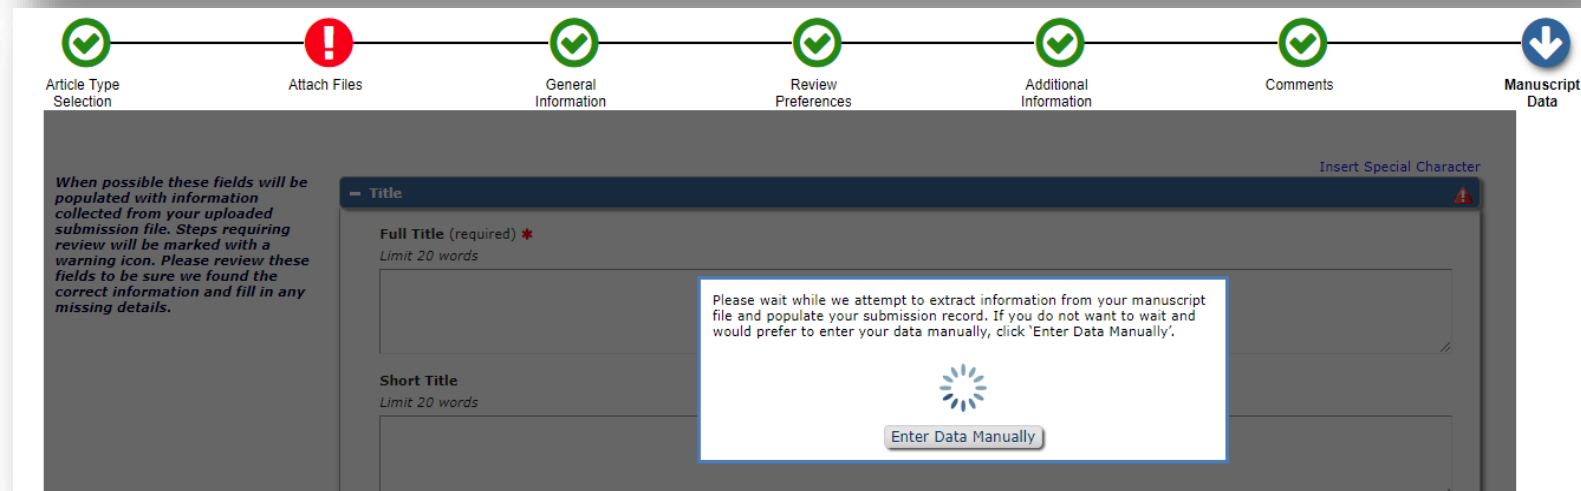 Article Type
Selection
Attach Files
General
Information
Review
Preferences
Additional
Information
Comments
Manuscript
Data
Insert Special Character
When possible these fields will be
populated with information
collected from your uploaded
submission file. Steps requiring
review will be marked with a
warning icon. Please review these
fields to be sure we found the
correct information and fill in any
missing details.
Title
Full Title (required) *
Limit 20 words
Please wait while we attempt to extract information from your manuscript
file and populate your submission record. If you do not want to wait and
would prefer to enter your data manually, click ‘Enter Data Manually’.
Enter Data Manually
Short Title
Limit 20 words